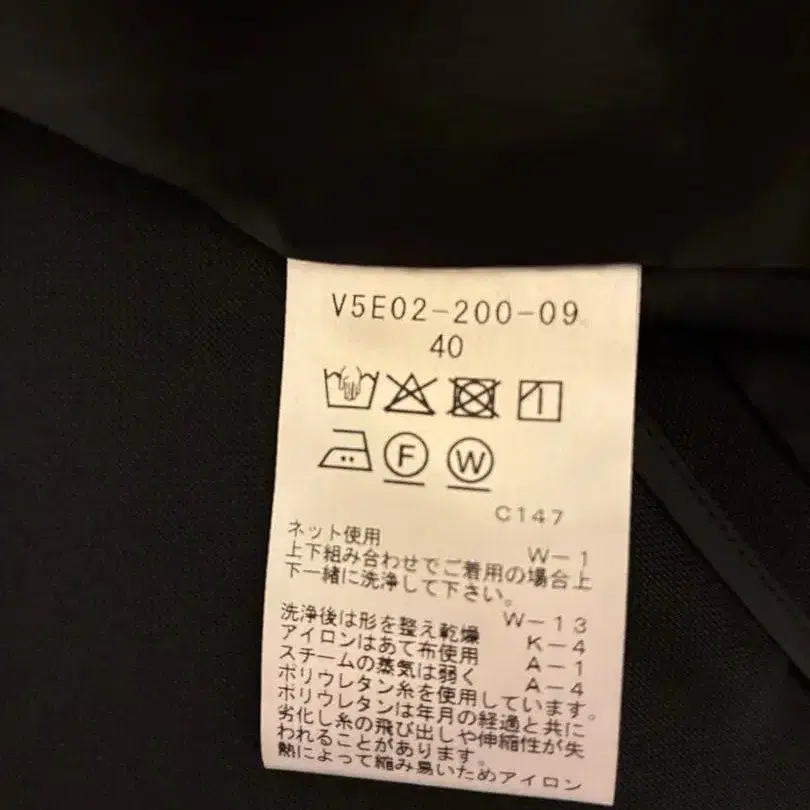 V5E02-200-09
40
F W
C147
ネット使用 W-1
上下組み合わせでご着用の場合上
下一緒に洗浄して下さい。
W-13
洗浄後は形を整え乾燥 K-4
アイロンはあて布使用 A-1
スチームの蒸気は弱く A-4
ポリウレタン糸を使用しています。
ポリウレタンは年月の経過と共に
劣化し糸の飛び出しや伸縮性が失
われることがあります。
熱によって縮み易いためアイロン